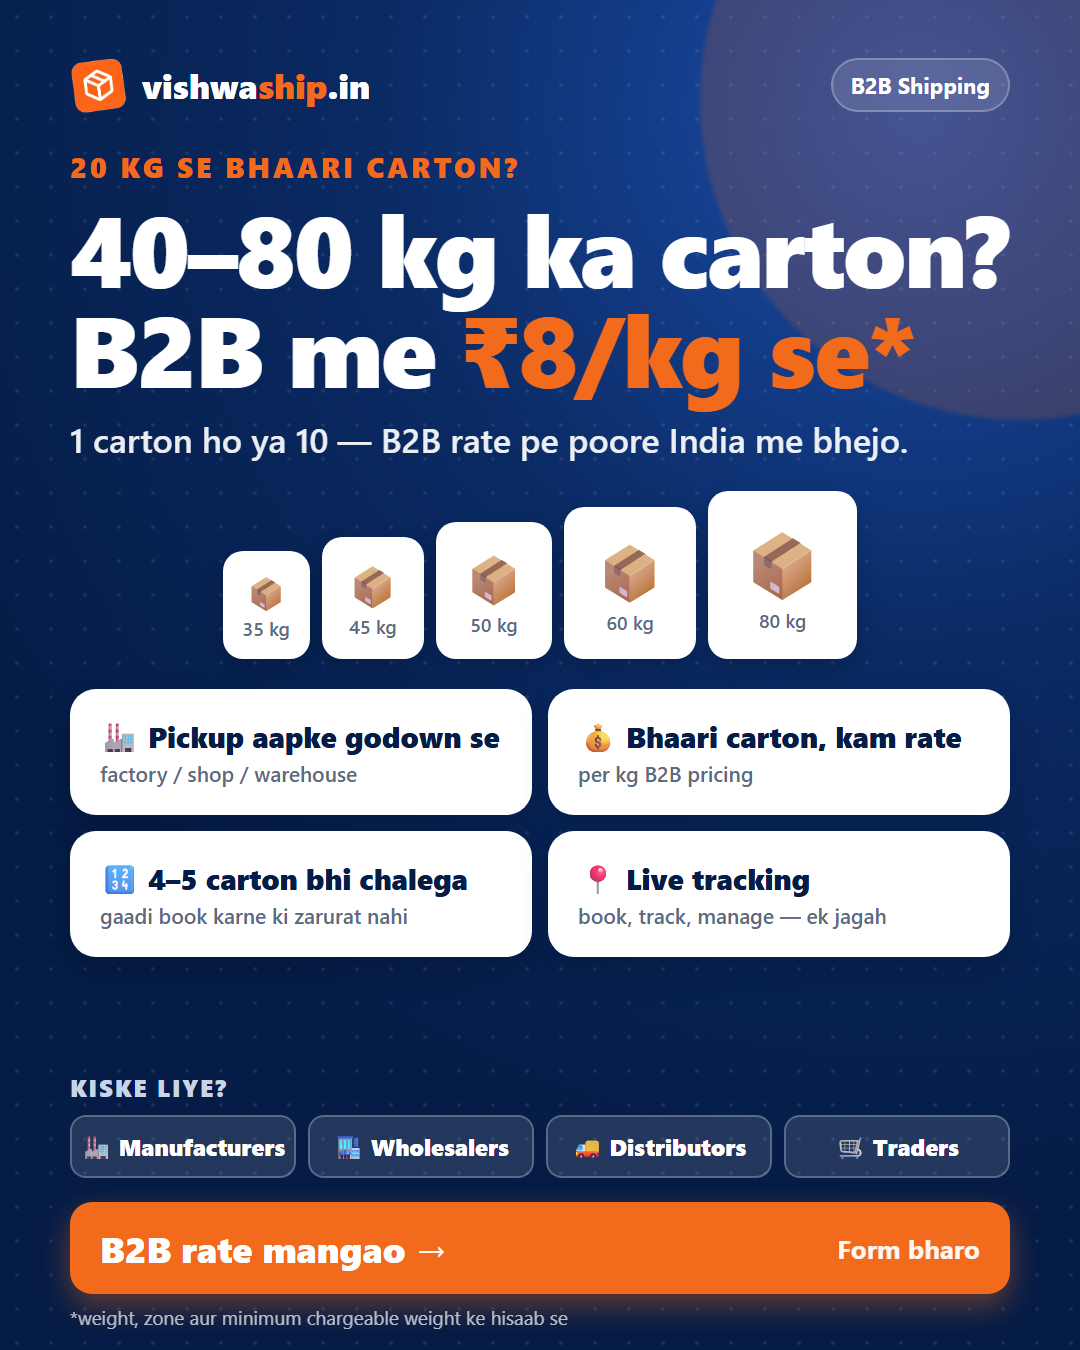 vishwaship.in
B2B Shipping
20 KG SE BHAARI CARTON?
40–80 kg ka carton?
B2B me ₹8/kg se*
1 carton ho ya 10 — B2B rate pe poore India me bhejo.
35 kg
45 kg
50 kg
60 kg
80 kg
Pickup aapke godown se
factory / shop / warehouse
Bhaari carton, kam rate
per kg B2B pricing
4–5 carton bhi chalega
gaadi book karne ki zarurat nahi
Live tracking
book, track, manage — ek jagah
KISKE LIYE?
Manufacturers
Wholesalers
Distributors
Traders
B2B rate mangao →
Form bharo
*weight, zone aur minimum chargeable weight ke hisaab se